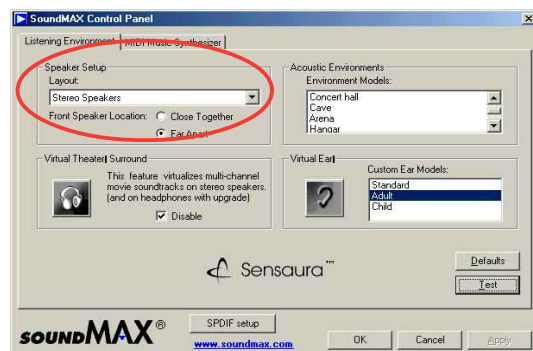 SoundMAX Control Panel
Listening Environment
MIDI Music Synthesizer
Speaker Setup
Layout:
Stereo Speakers
Front Speaker Location:
Close Together
Far Apart
Acoustic Environments
Environment Models:
Concert hall
Cave
Arena
Hangar
Virtual Theater Surround
This feature virtualizes multi-channel
movie soundtracks on stereo speakers.
(and on headphones with upgrade)
Disable
Virtual Ear
Custom Ear Models:
Standard
Adult
Child
Sensaura™
Defaults
Test
SOUNDMAX®
SPDIF setup
www.soundmax.com
OK
Cancel
Apply